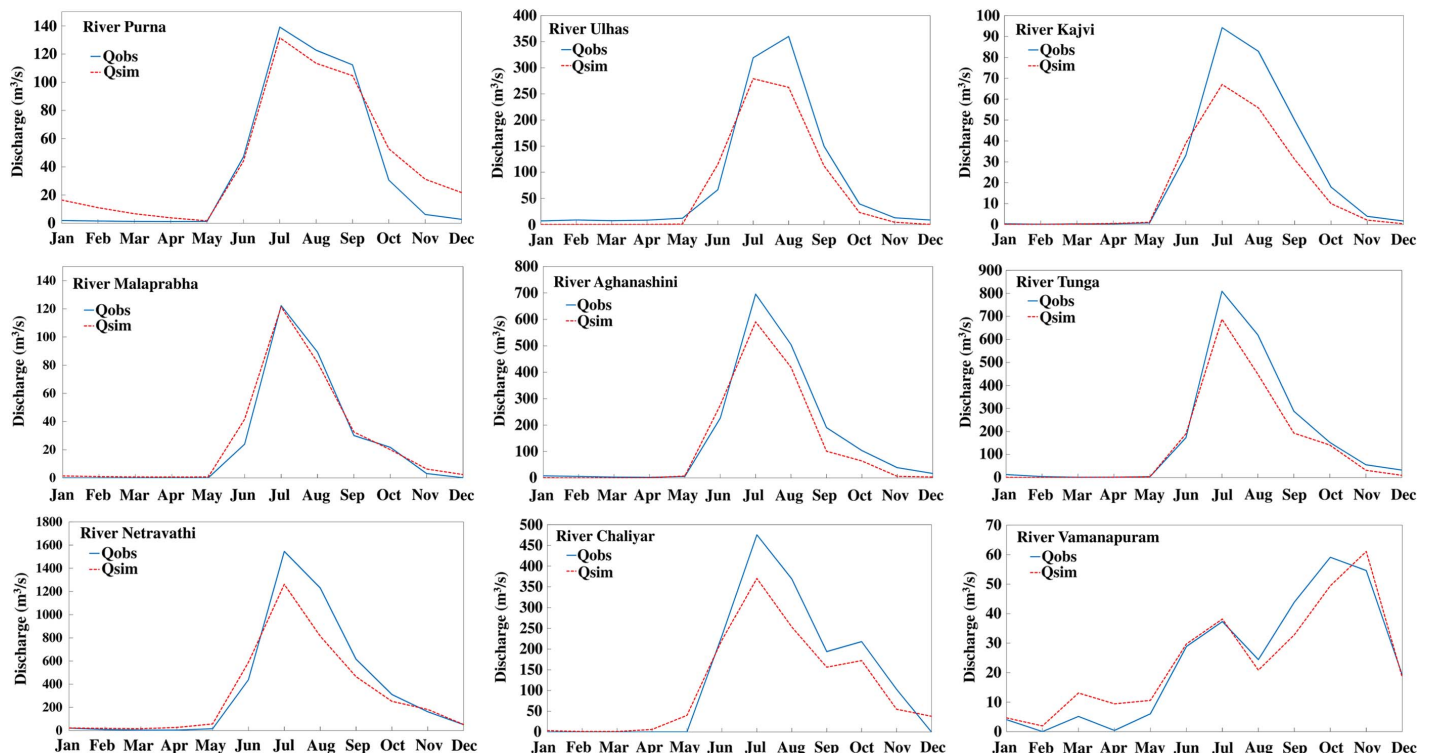 River Purna
Qobs
Qsim
Discharge (m³/s)
140
120
100
80
60
40
20
0
Jan Feb Mar Apr May Jun Jul Aug Sep Oct Nov Dec
River Ulhas
Qobs
Qsim
Discharge (m³/s)
400
350
300
250
200
150
100
50
0
Jan Feb Mar Apr May Jun Jul Aug Sep Oct Nov Dec
River Kajvi
Qobs
Qsim
Discharge (m³/s)
100
90
80
70
60
50
40
30
20
10
0
Jan Feb Mar Apr May Jun Jul Aug Sep Oct Nov Dec
River Malaprabha
Qobs
Qsim
Discharge (m³/s)
140
120
100
80
60
40
20
0
Jan Feb Mar Apr May Jun Jul Aug Sep Oct Nov Dec
River Aghanashini
Qobs
Qsim
Discharge (m³/s)
800
700
600
500
400
300
200
100
0
Jan Feb Mar Apr May Jun Jul Aug Sep Oct Nov Dec
River Tunga
Qobs
Qsim
Discharge (m³/s)
900
800
700
600
500
400
300
200
100
0
Jan Feb Mar Apr May Jun Jul Aug Sep Oct Nov Dec
River Netravathi
Qobs
Qsim
Discharge (m³/s)
1800
1600
1400
1200
1000
800
600
400
200
0
Jan Feb Mar Apr May Jun Jul Aug Sep Oct Nov Dec
River Chaliyar
Qobs
Qsim
Discharge (m³/s)
500
450
400
350
300
250
200
150
100
50
0
Jan Feb Mar Apr May Jun Jul Aug Sep Oct Nov Dec
River Vamanapuram
Qobs
Qsim
Discharge (m³/s)
70
60
50
40
30
20
10
0
Jan Feb Mar Apr May Jun Jul Aug Sep Oct Nov Dec